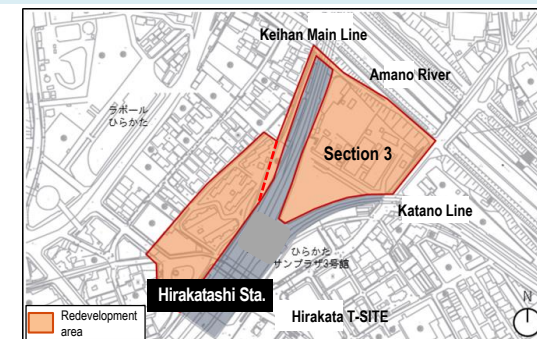 Keihan Main Line
Amano River
ラポール
ひらかた
Section 3
Katano Line
ひらかた
サンプラザ3号館
Hirakatashi Sta.
Hirakata T-SITE
N
Redevelopment
area